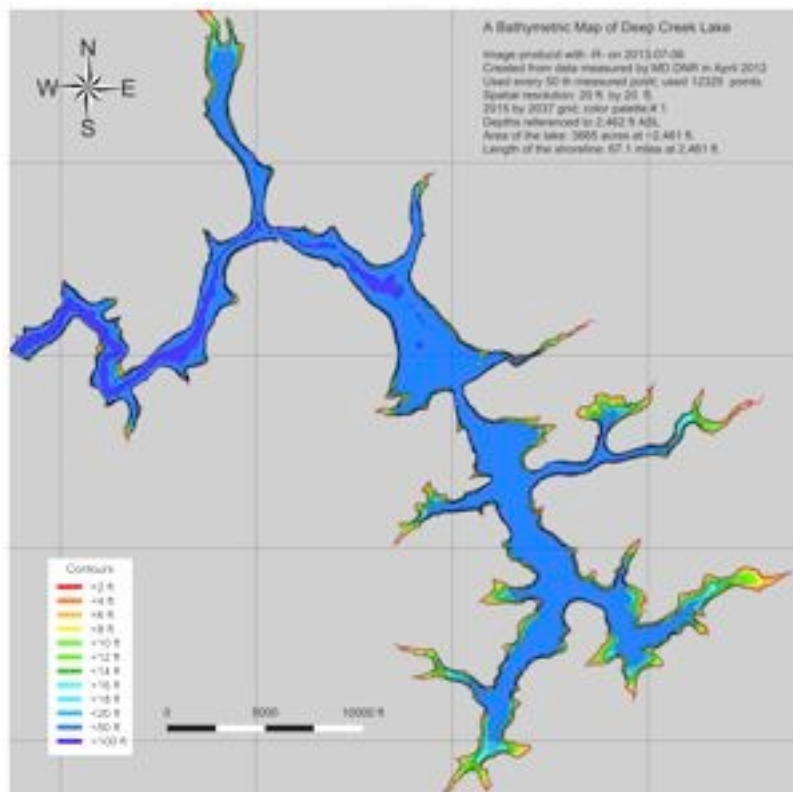 A Bathymetric Map of Deep Creek Lake
Image produced with -R- on 2013-07-08
Created from data measured by MD DNR in April 2012
Used every 50 th measured point; used 12329 points
Spatial resolution: 20 ft. by 20 ft.
2015 by 2037 grid; color palette:# 1
Depths referenced to 2,462 ft ASL
Area of the lake: 3665 acres at =2,461 ft.
Length of the shoreline: 67.1 miles at 2,461 ft.
N
W E
S
Contours
<2 ft
<4 ft
<6 ft
<8 ft
<10 ft
<12 ft
<14 ft
<16 ft
<18 ft
<20 ft
<50 ft
<100 ft
0 5000 10000 ft